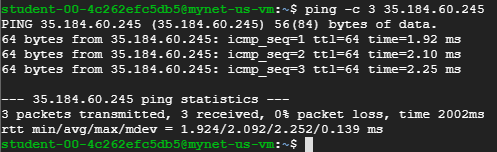 student-00-4c262efc5db5@mynet-us-vm:~$ ping -c 3 35.184.60.245
PING 35.184.60.245 (35.184.60.245) 56(84) bytes of data.
64 bytes from 35.184.60.245: icmp_seq=1 ttl=64 time=1.92 ms
64 bytes from 35.184.60.245: icmp_seq=2 ttl=64 time=2.10 ms
64 bytes from 35.184.60.245: icmp_seq=3 ttl=64 time=2.25 ms
--- 35.184.60.245 ping statistics ---
3 packets transmitted, 3 received, 0% packet loss, time 2002ms
rtt min/avg/max/mdev = 1.924/2.092/2.252/0.139 ms
student-00-4c262efc5db5@mynet-us-vm:~$